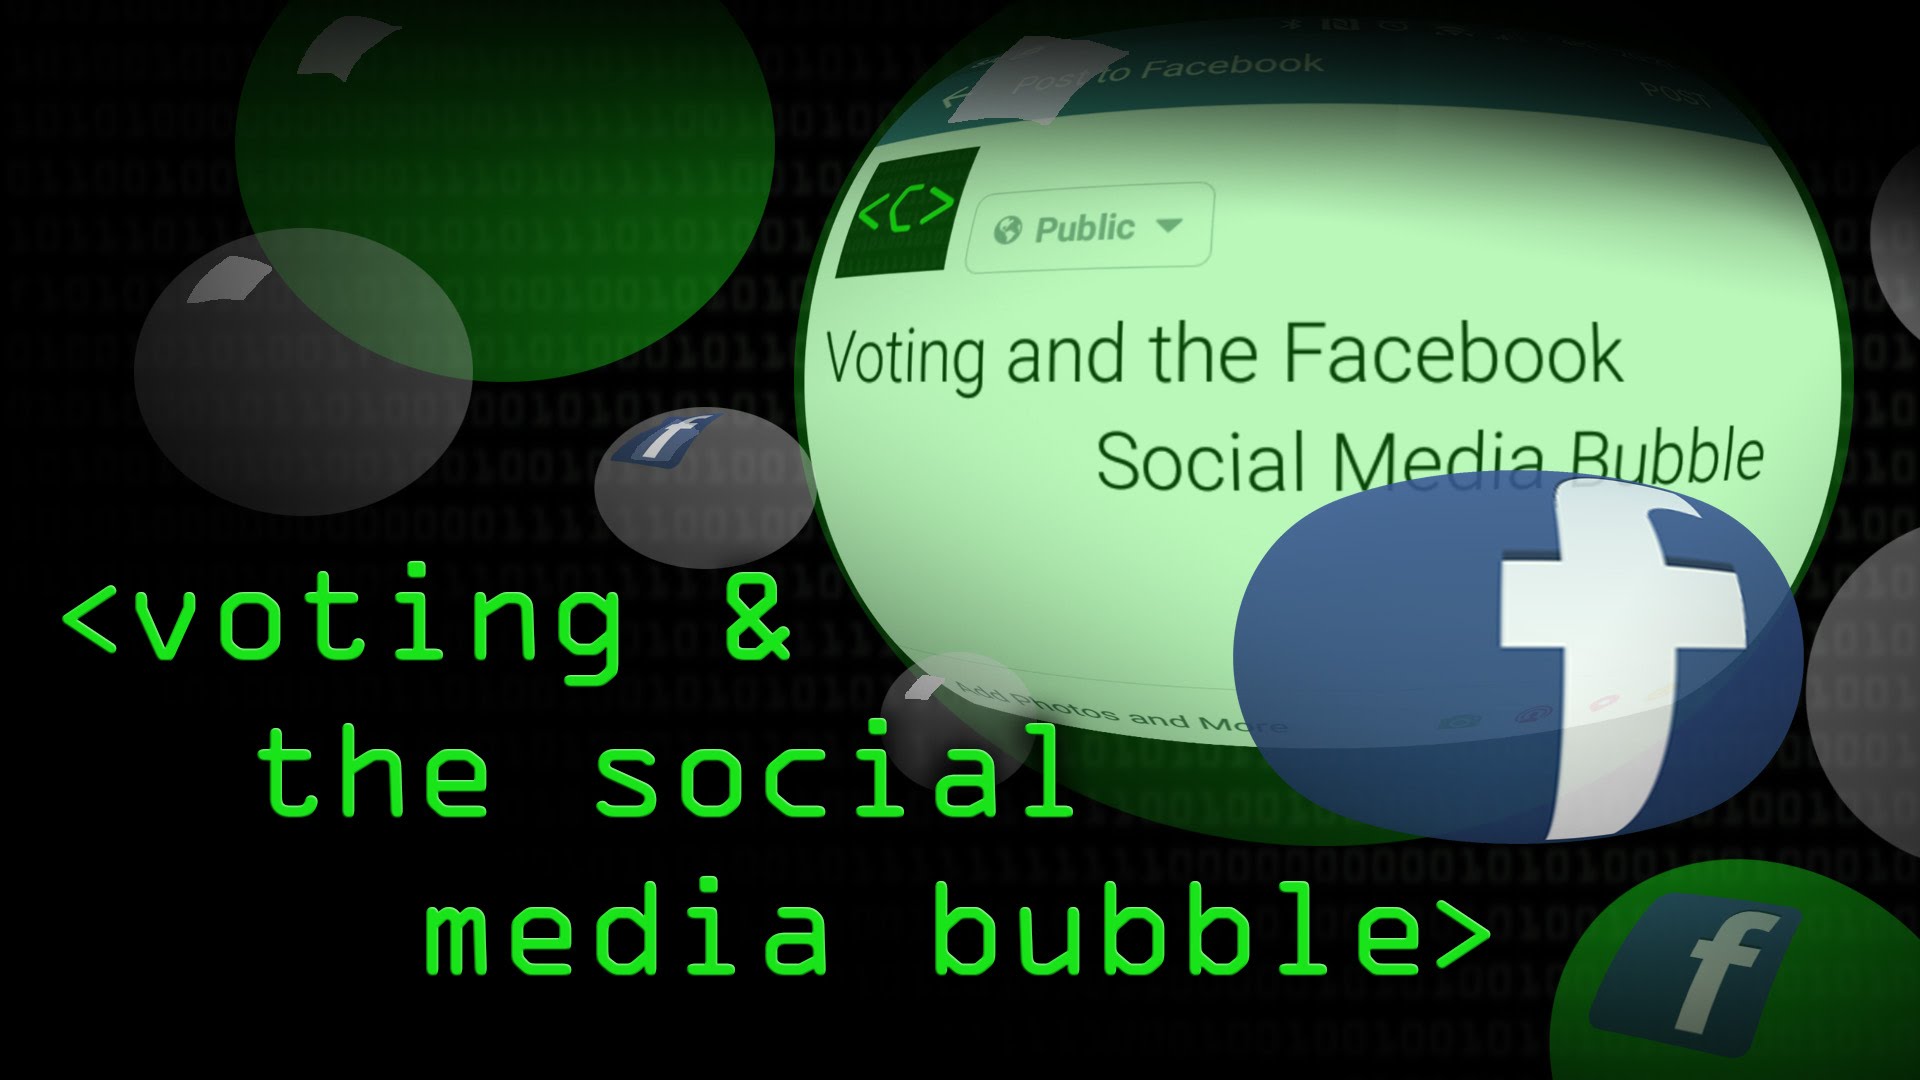 Post to Facebook
POST
<C>
Public
Voting and the Facebook
Social Media Bubble
Add Photos and More
f
f
f
<voting &
the social
media bubble>